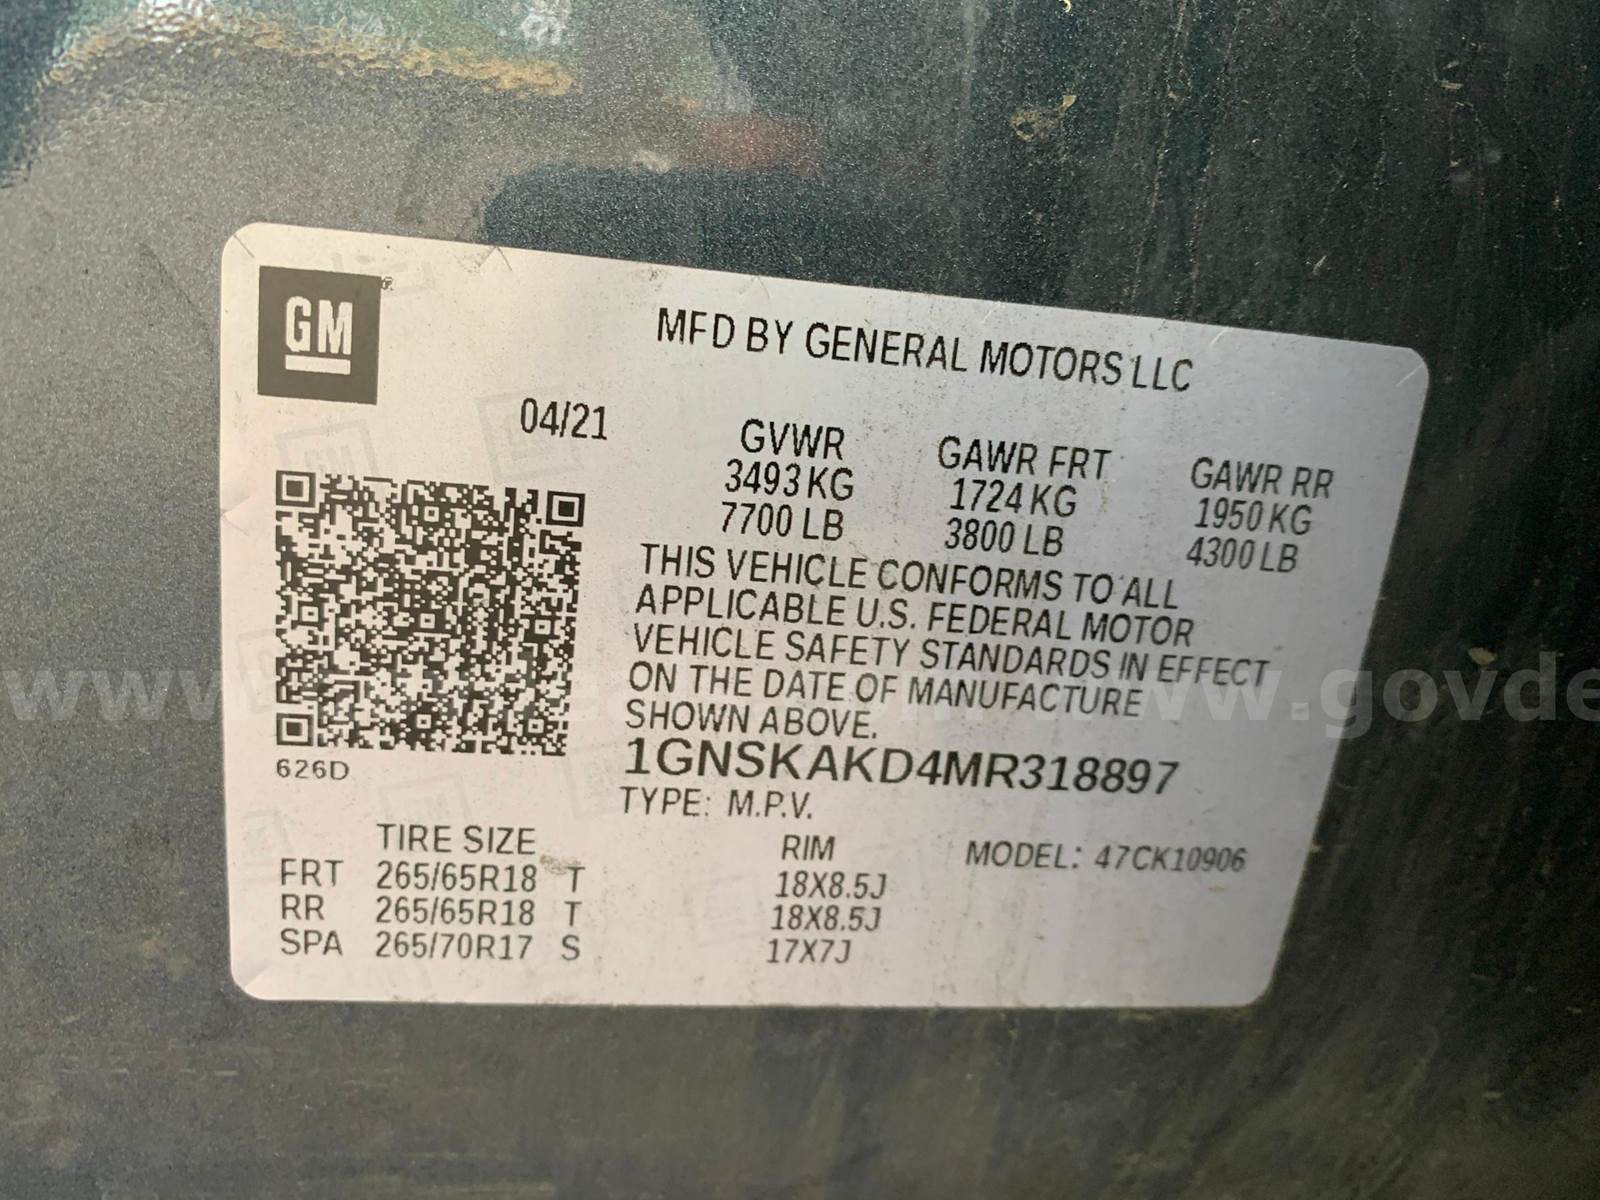 GM
MFD BY GENERAL MOTORS LLC
04/21
GVWR GAWR FRT GAWR RR
3493 KG 1724 KG 1950 KG
7700 LB 3800 LB 4300 LB
THIS VEHICLE CONFORMS TO ALL
APPLICABLE U.S. FEDERAL MOTOR
VEHICLE SAFETY STANDARDS IN EFFECT
ON THE DATE OF MANUFACTURE
SHOWN ABOVE.
626D
1GNSKAKD4MR318897
TYPE: M.P.V.
TIRE SIZE RIM MODEL: 47CK10906
FRT 265/65R18 T 18X8.5J
RR 265/65R18 T 18X8.5J
SPA 265/70R17 S 17X7J